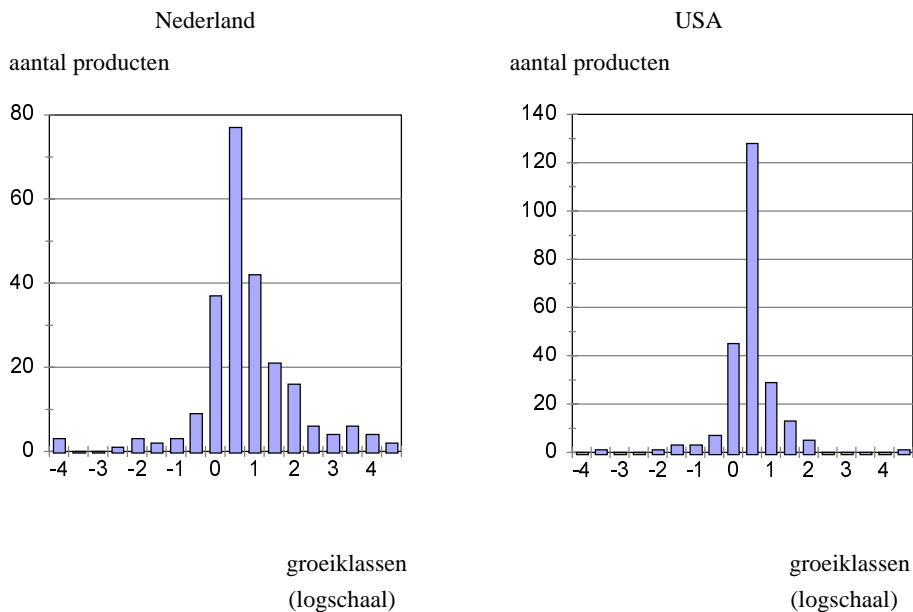 Nederland
aantal producten
80
60
40
20
0
-4 -3 -2 -1 0 1 2 3 4
groeiklassen
(logschaal)
USA
aantal producten
140
120
100
80
60
40
20
0
-4 -3 -2 -1 0 1 2 3 4
groeiklassen
(logschaal)